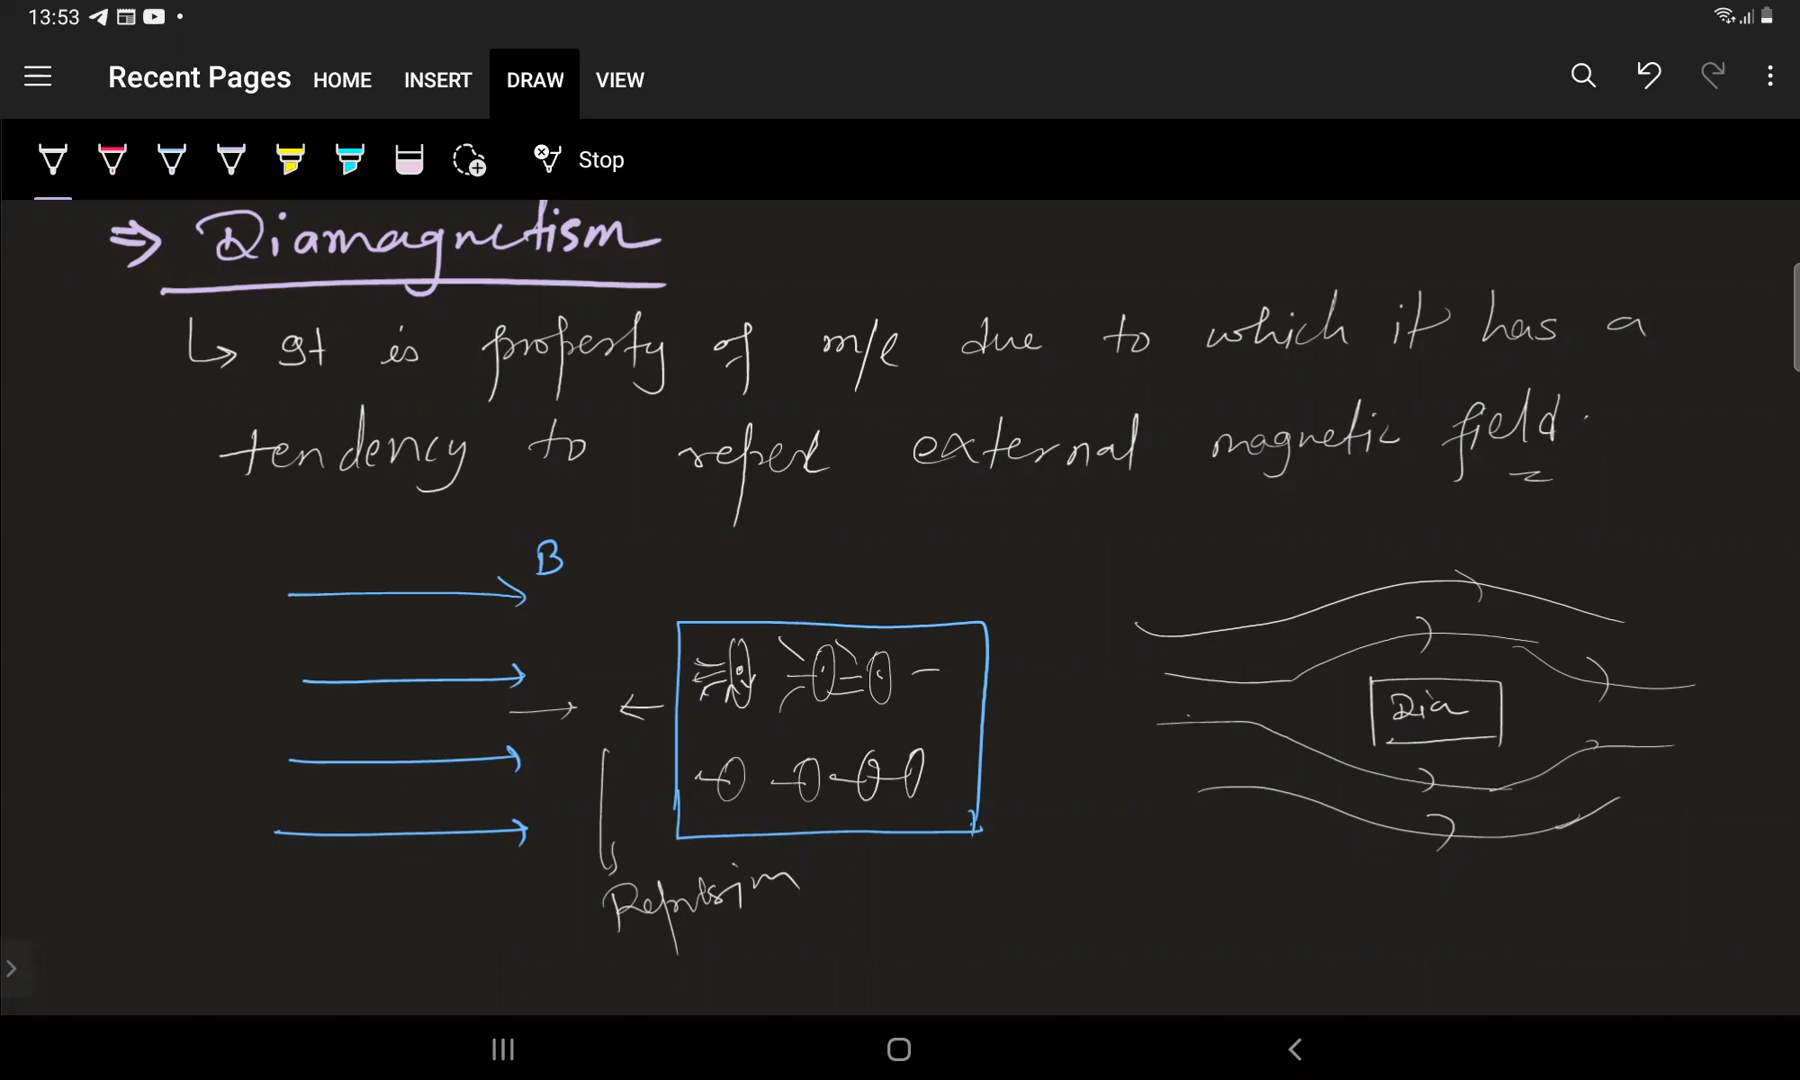 13:53
Recent Pages HOME INSERT DRAW VIEW
Stop
⇒ Diamagnetism
↳ It is property of m/l due to which it has a
tendency to repel external magnetic field.
B
Dia
Repulsion